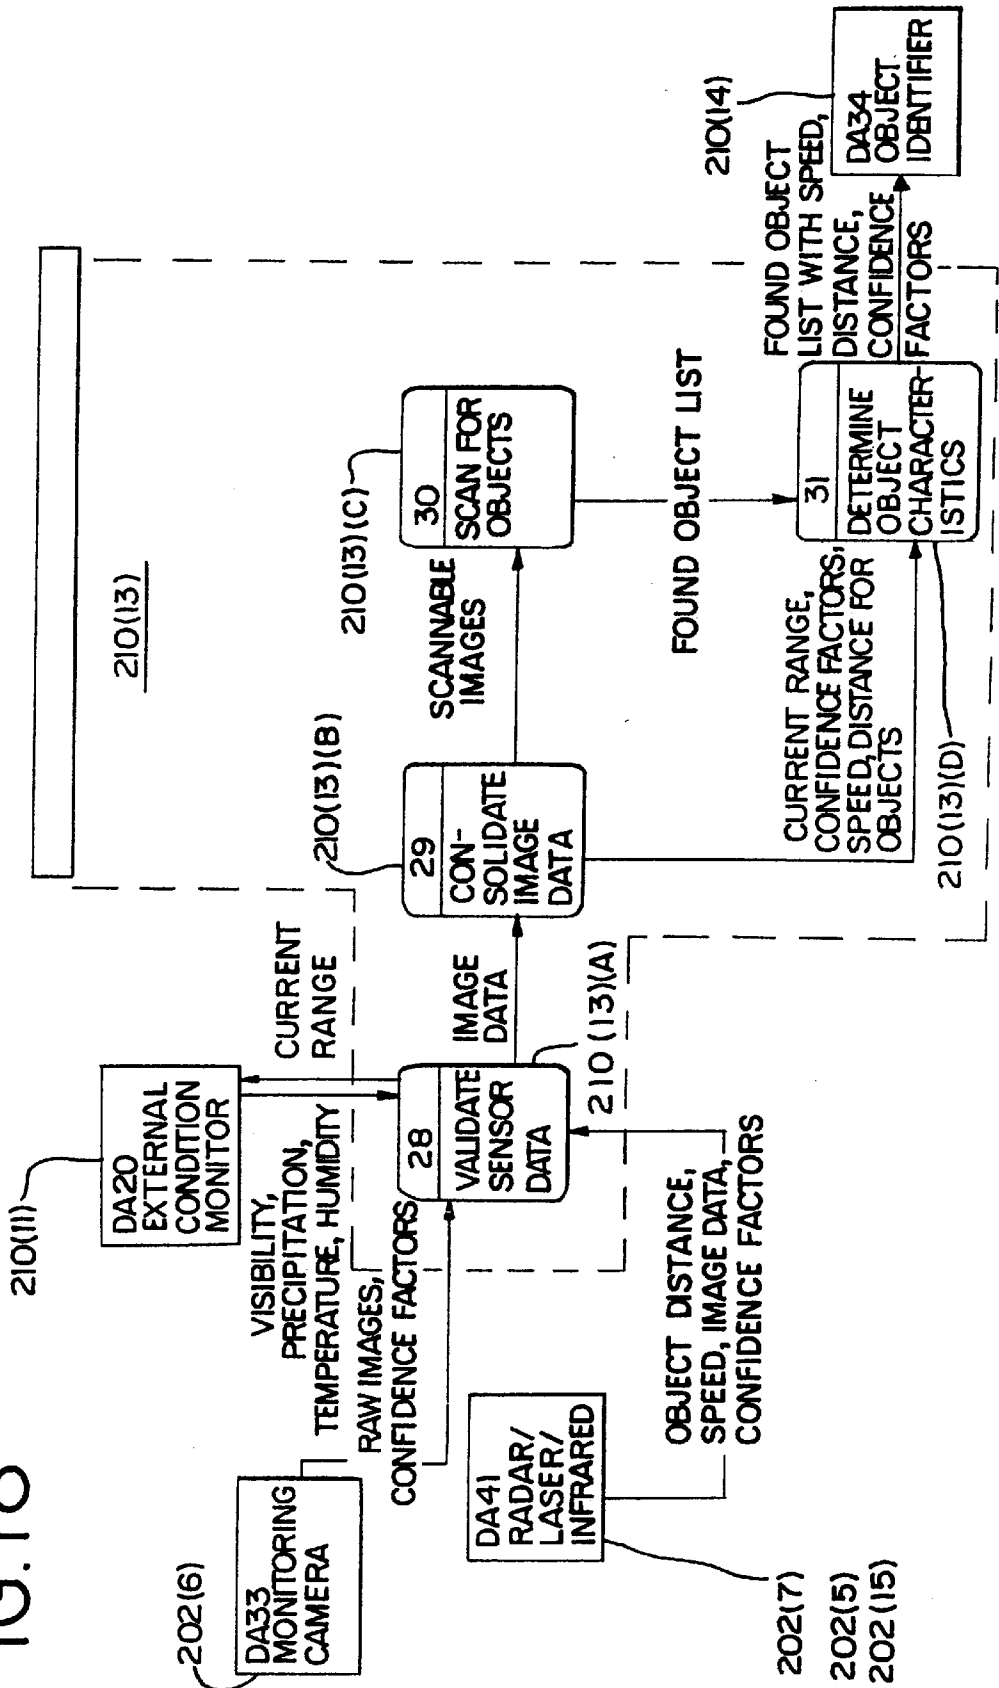 IG.18
210(13)
210(11)
DA20
EXTERNAL
CONDITION
MONITOR
CURRENT
RANGE
VISIBILITY,
PRECIPITATION,
TEMPERATURE, HUMIDITY
202(6)
DA33
MONITORING
CAMERA
RAW IMAGES,
CONFIDENCE FACTORS
28
VALIDATE
SENSOR
DATA
210 (13)(A)
IMAGE
DATA
210(13)(B)
29
CON-
SOLIDATE
IMAGE
DATA
SCANNABLE
IMAGES
210(13)(C)
30
SCAN FOR
OBJECTS
DA41
RADAR/
LASER/
INFRARED
202(7)
202(5)
202(15)
OBJECT DISTANCE,
SPEED, IMAGE DATA,
CONFIDENCE FACTORS
FOUND OBJECT LIST
CURRENT RANGE,
CONFIDENCE FACTORS,
SPEED, DISTANCE FOR
OBJECTS
31
DETERMINE
OBJECT
CHARACTER-
ISTICS
210(13)(D)
FOUND OBJECT
LIST WITH SPEED,
DISTANCE,
CONFIDENCE
FACTORS
210(14)
DA34
OBJECT
IDENTIFIER